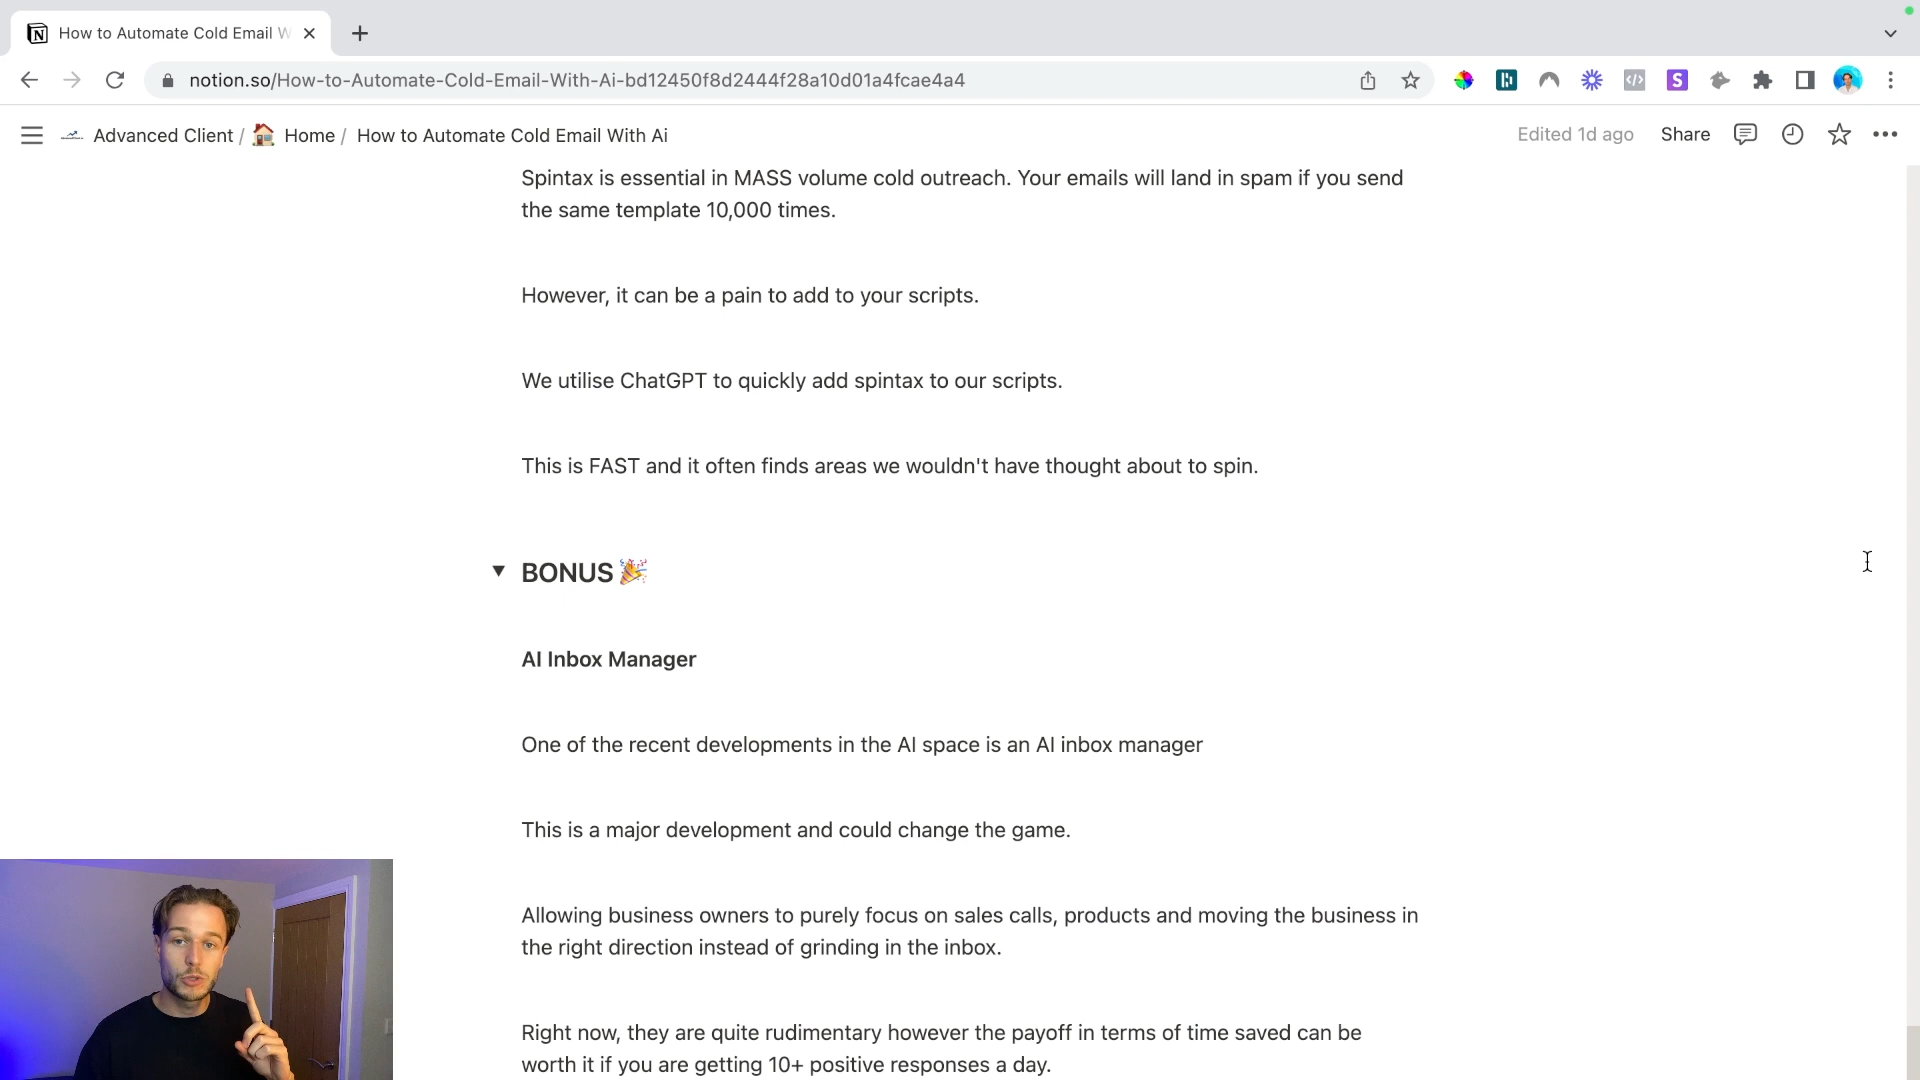 How to Automate Cold Email W
notion.so/How-to-Automate-Cold-Email-With-Ai-bd12450f8d2444f28a10d01a4fcae4a4
Advanced Client / Home / How to Automate Cold Email With Ai
Edited 1d ago Share
Spintax is essential in MASS volume cold outreach. Your emails will land in spam if you send
the same template 10,000 times.
However, it can be a pain to add to your scripts.
We utilise ChatGPT to quickly add spintax to our scripts.
This is FAST and it often finds areas we wouldn't have thought about to spin.
BONUS 🎉
AI Inbox Manager
One of the recent developments in the AI space is an AI inbox manager
This is a major development and could change the game.
Allowing business owners to purely focus on sales calls, products and moving the business in
the right direction instead of grinding in the inbox.
Right now, they are quite rudimentary however the payoff in terms of time saved can be
worth it if you are getting 10+ positive responses a day.